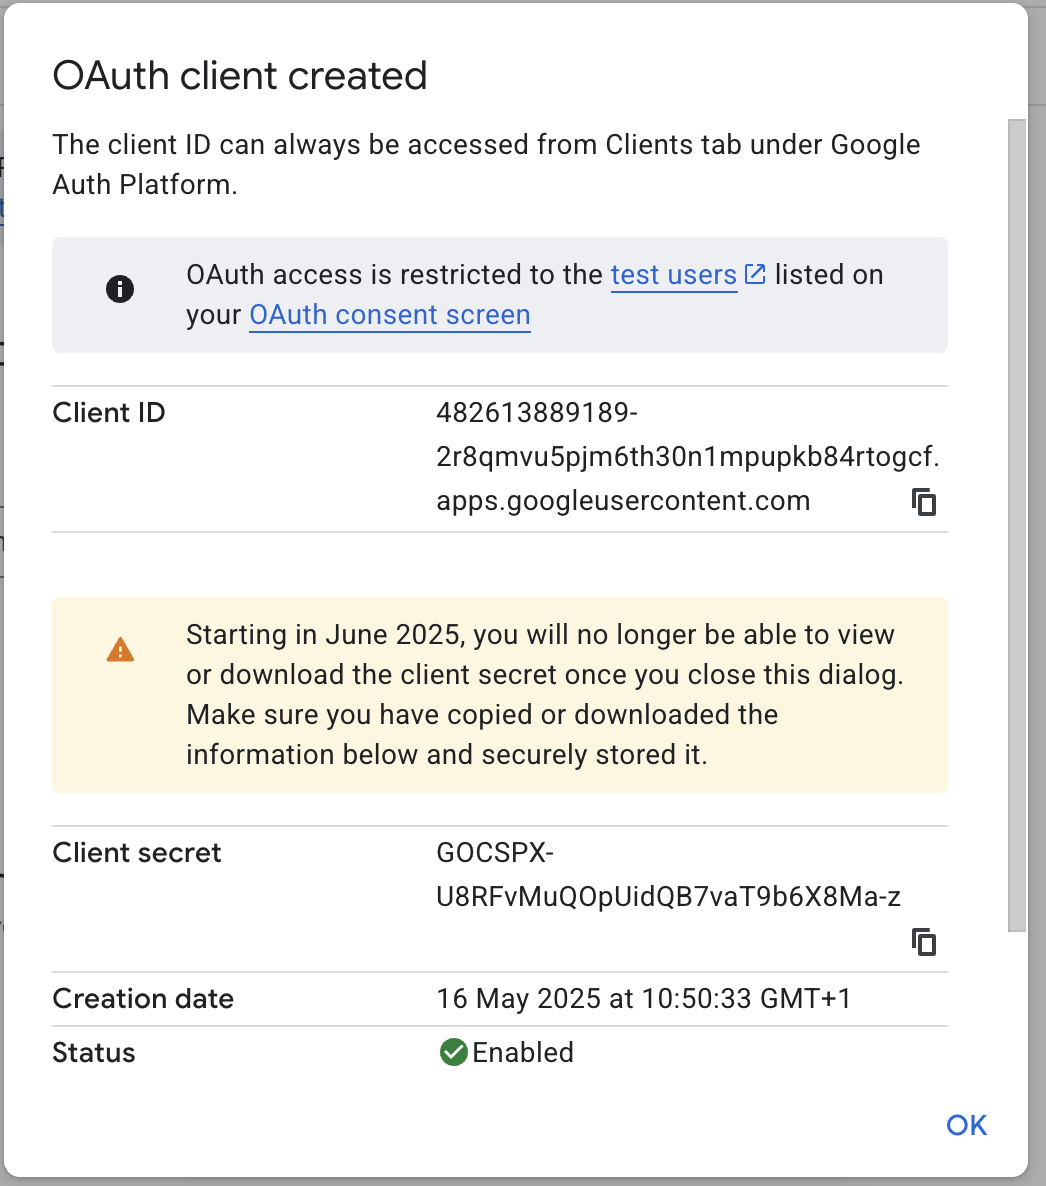 OAuth client created
The client ID can always be accessed from Clients tab under Google
Auth Platform.
OAuth access is restricted to the test users listed on
your OAuth consent screen
Client ID
482613889189-
2r8qmvu5pjm6th30n1mpupkb84rtogcf.
apps.googleusercontent.com
Starting in June 2025, you will no longer be able to view
or download the client secret once you close this dialog.
Make sure you have copied or downloaded the
information below and securely stored it.
Client secret
GOCSPX-
U8RFvMuQOpUidQB7vaT9b6X8Ma-z
Creation date
16 May 2025 at 10:50:33 GMT+1
Status
Enabled
OK